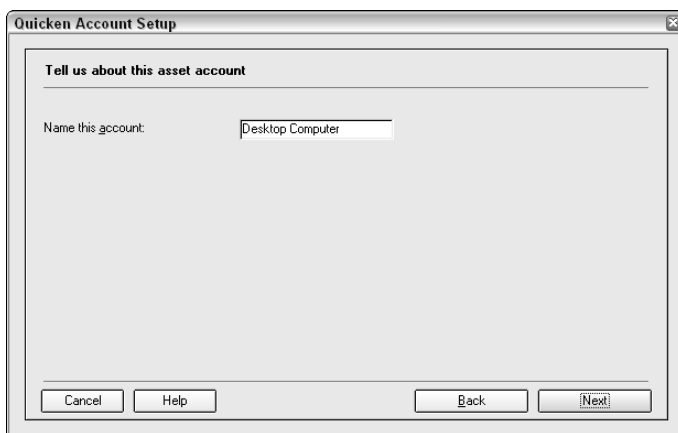 Quicken Account Setup
Tell us about this asset account
Name this account: Desktop Computer
Cancel Help Back Next